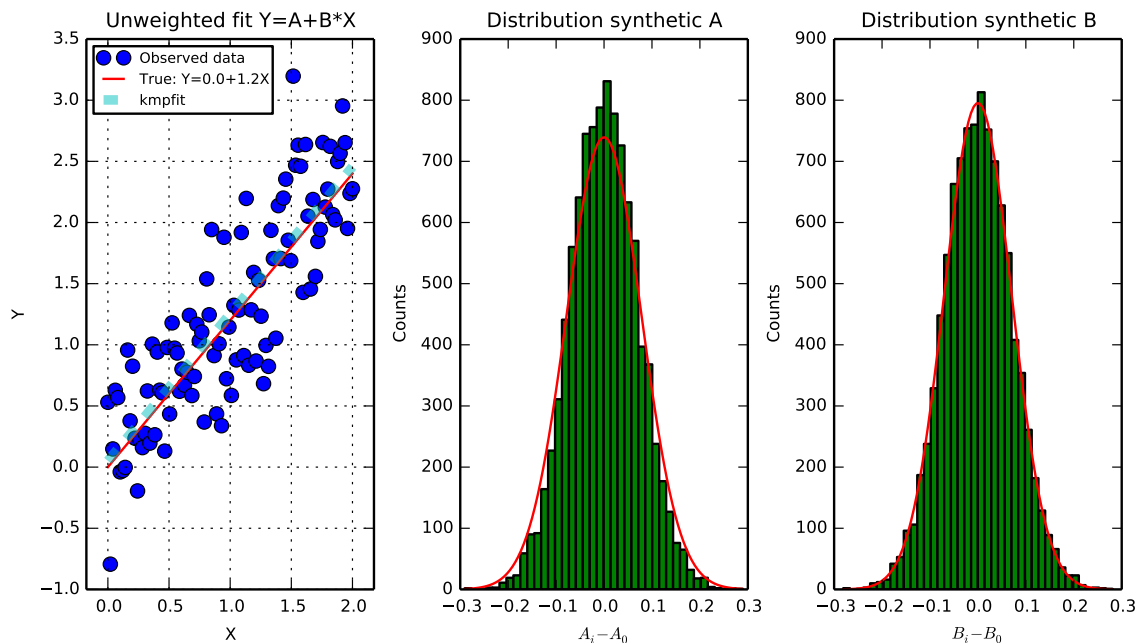 Unweighted fit Y=A+B*X
Observed data
True: Y=0.0+1.2X
kmpfit
Y
3.5
3.0
2.5
2.0
1.5
1.0
0.5
0.0
−0.5
−1.0
0.0 0.5 1.0 1.5 2.0
X
Distribution synthetic A
Counts
900
800
700
600
500
400
300
200
100
0
−0.3 −0.2 −0.1 0.0 0.1 0.2 0.3
A_i−A_0
Distribution synthetic B
Counts
900
800
700
600
500
400
300
200
100
0
−0.3 −0.2 −0.1 0.0 0.1 0.2 0.3
B_i−B_0